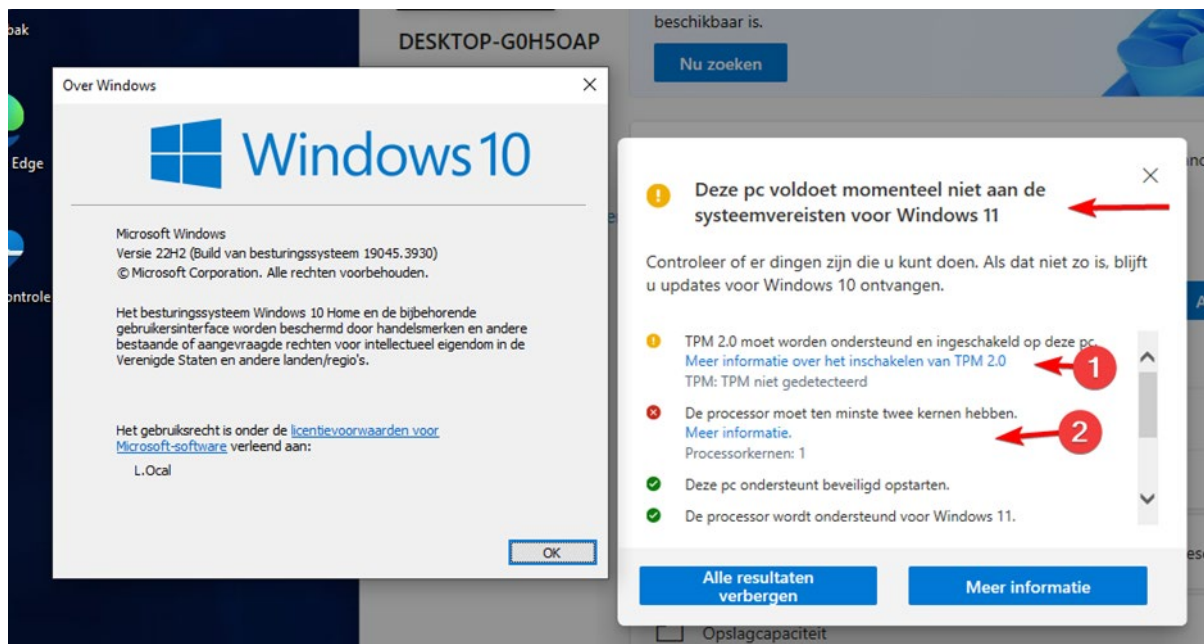 bak
Edge
ontrole
DESKTOP-G0H5OAP
beschikbaar is.
Nu zoeken
Over Windows
Windows 10
Microsoft Windows
Versie 22H2 (Build van besturingssysteem 19045.3930)
© Microsoft Corporation. Alle rechten voorbehouden.
Het besturingssysteem Windows 10 Home en de bijbehorende
gebruikersinterface worden beschermd door handelsmerken en andere
bestaande of aangevraagde rechten voor intellectueel eigendom in de
Verenigde Staten en andere landen/regio's.
Het gebruiksrecht is onder de licentievoorwaarden voor
Microsoft-software verleend aan:
L.Ocal
OK
Deze pc voldoet momenteel niet aan de
systeemvereisten voor Windows 11
Controleer of er dingen zijn die u kunt doen. Als dat niet zo is, blijft
u updates voor Windows 10 ontvangen.
TPM 2.0 moet worden ondersteund en ingeschakeld op deze pc.
Meer informatie over het inschakelen van TPM 2.0
TPM: TPM niet gedetecteerd
1
De processor moet ten minste twee kernen hebben.
Meer informatie.
Processorkernen: 1
2
Deze pc ondersteunt beveiligd opstarten.
De processor wordt ondersteund voor Windows 11.
Alle resultaten
verbergen
Meer informatie
Opslagcapaciteit